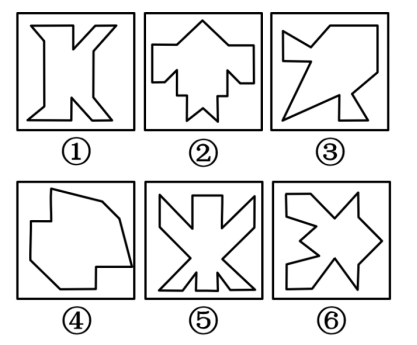 ① ② ③
④ ⑤ ⑥